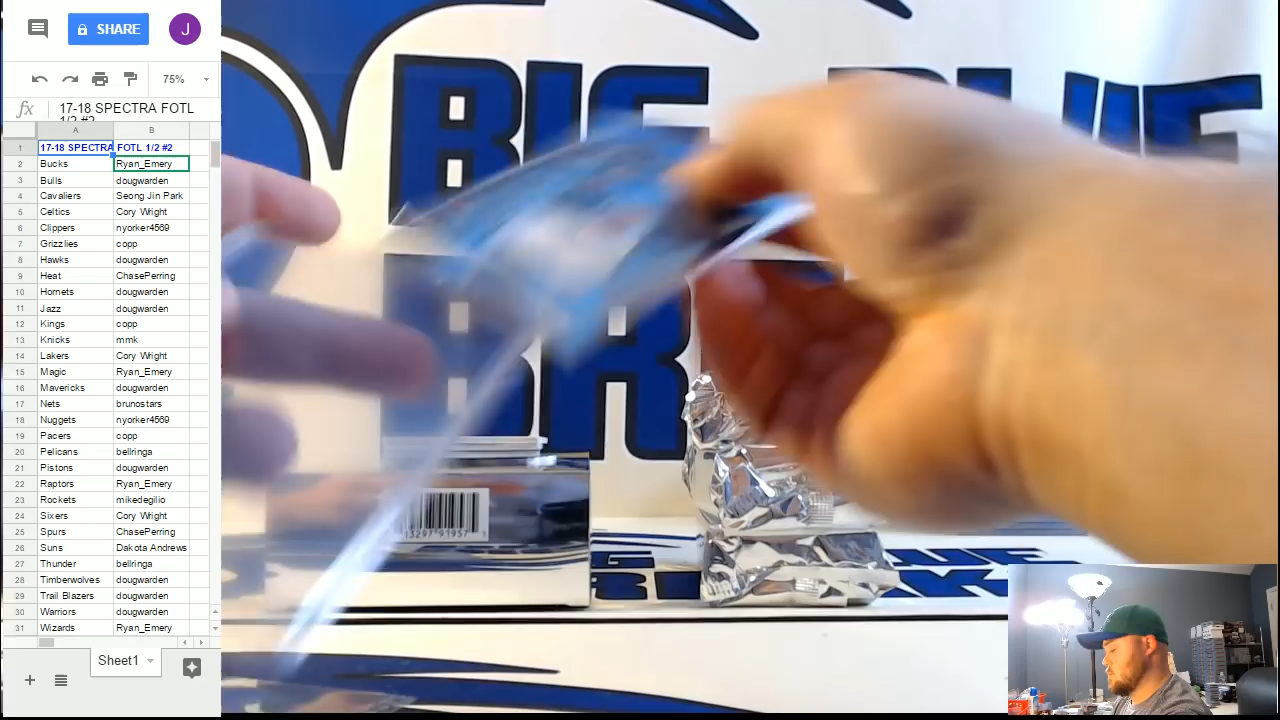 SHARE
J
75%
fx 17-18 SPECTRA FOTL
1/2 #2
A B
1 17-18 SPECTRA FOTL 1/2 #2
2 Bucks Ryan_Emery
3 Bulls dougwarden
4 Cavaliers Seong Jin Park
5 Celtics Cory Wright
6 Clippers nyorker4569
7 Grizzlies copp
8 Hawks dougwarden
9 Heat ChasePerring
10 Hornets dougwarden
11 Jazz dougwarden
12 Kings copp
13 Knicks mmk
14 Lakers Cory Wright
15 Magic Ryan_Emery
16 Mavericks dougwarden
17 Nets brunostars
18 Nuggets nyorker4569
19 Pacers copp
20 Pelicans bellringa
21 Pistons dougwarden
22 Raptors Ryan_Emery
23 Rockets mikedegilio
24 Sixers Cory Wright
25 Spurs ChasePerring
26 Suns Dakota Andrews
27 Thunder bellringa
28 Timberwolves dougwarden
29 Trail Blazers dougwarden
30 Warriors dougwarden
31 Wizards Ryan_Emery
Sheet1
BIG BLUE
BR
13297 91957